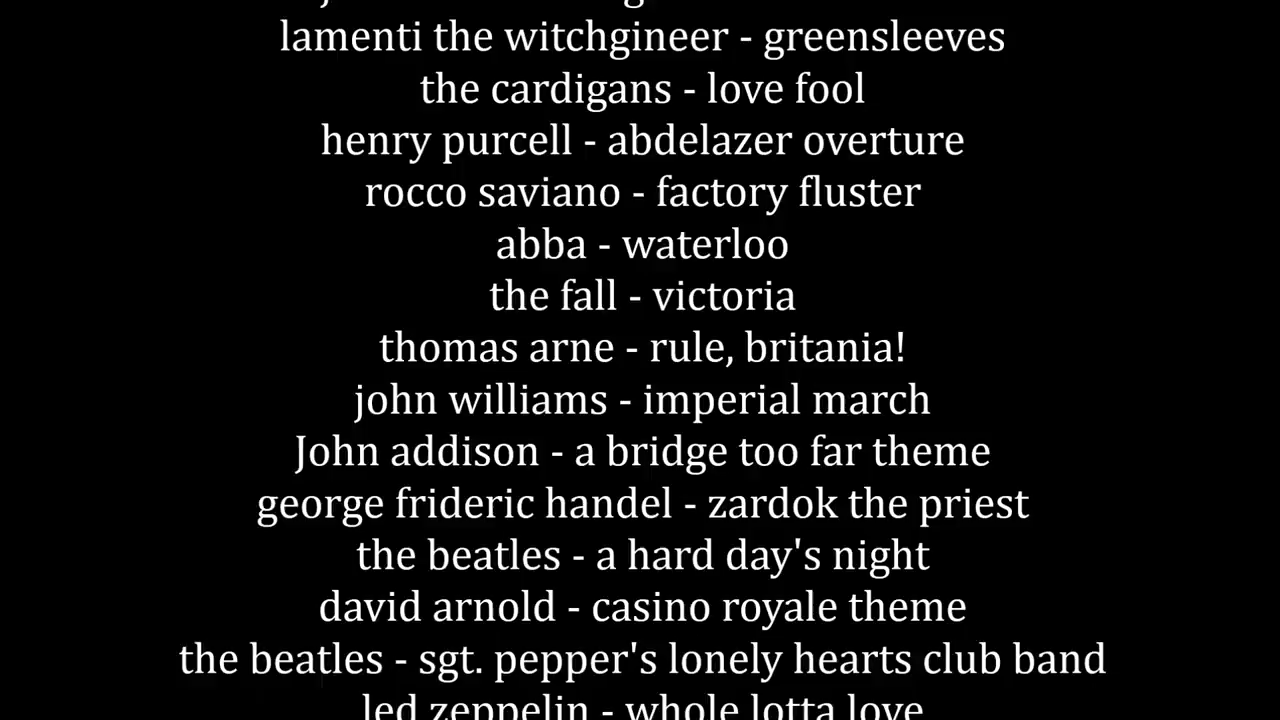 lamenti the witchgineer - greensleeves
the cardigans - love fool
henry purcell - abdelazer overture
rocco saviano - factory fluster
abba - waterloo
the fall - victoria
thomas arne - rule, britania!
john williams - imperial march
John addison - a bridge too far theme
george frideric handel - zardok the priest
the beatles - a hard day's night
david arnold - casino royale theme
the beatles - sgt. pepper's lonely hearts club band
led zeppelin - whole lotta love